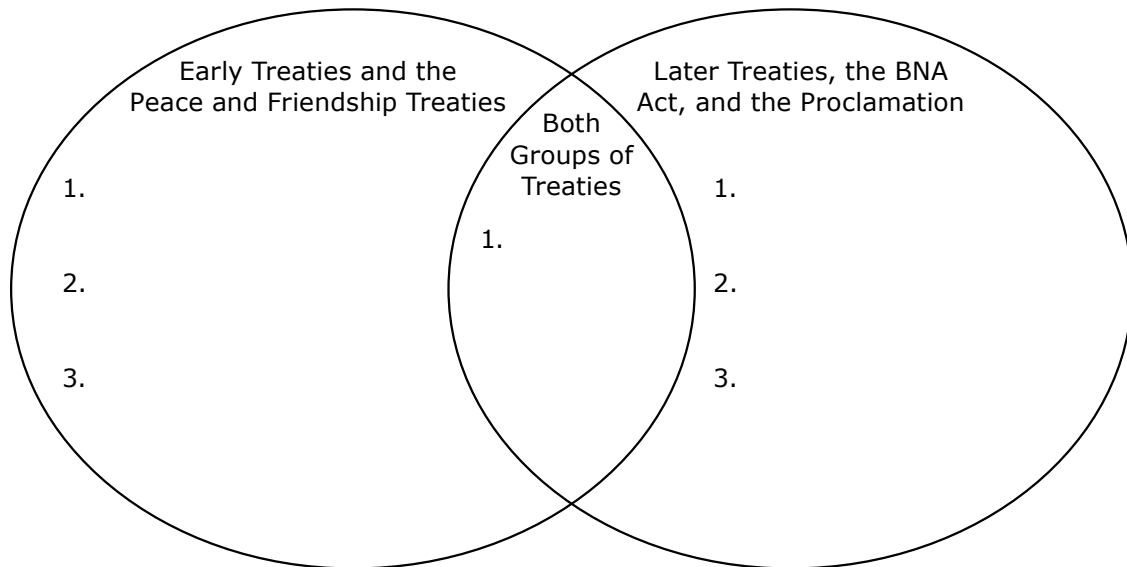 Early Treaties and the
Peace and Friendship Treaties
1.
2.
3.
Both
Groups of
Treaties
1.
Later Treaties, the BNA
Act, and the Proclamation
1.
2.
3.